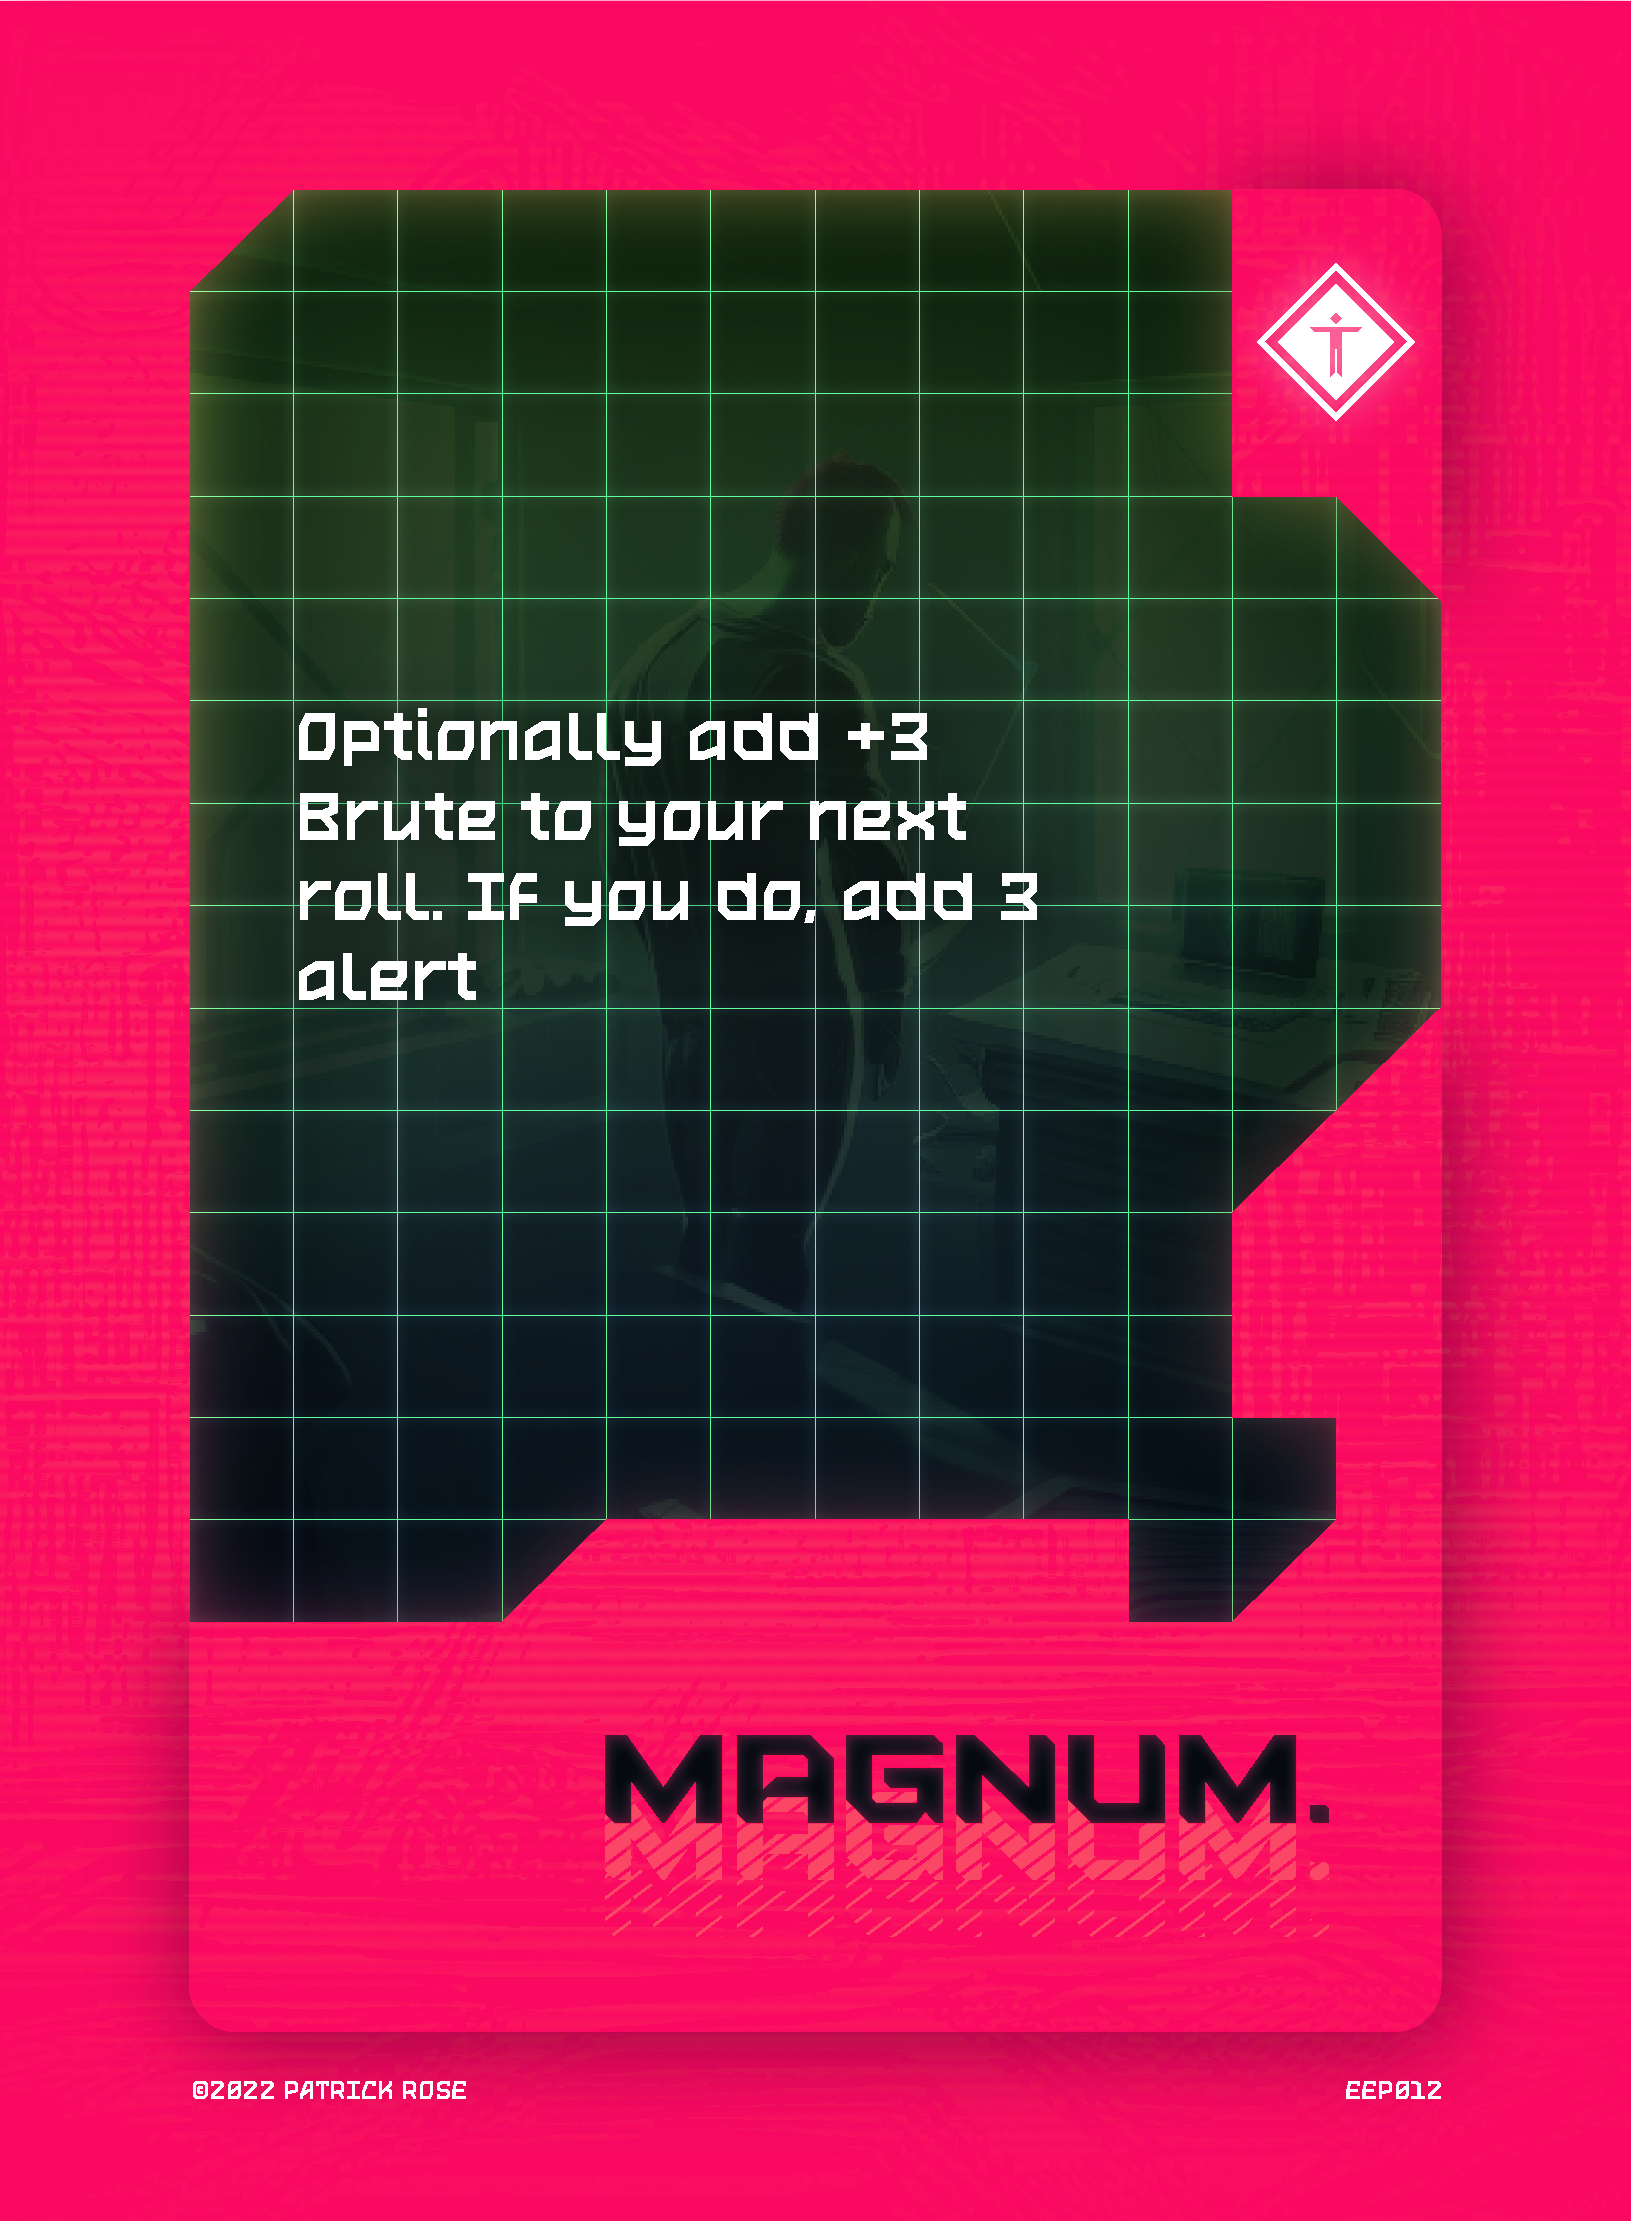 Optionally add +3
Brute to your next
roll. If you do, add 3
alert
MAGNUM.
MAGNUM.
©2022 PATRICK ROSE
EEP012